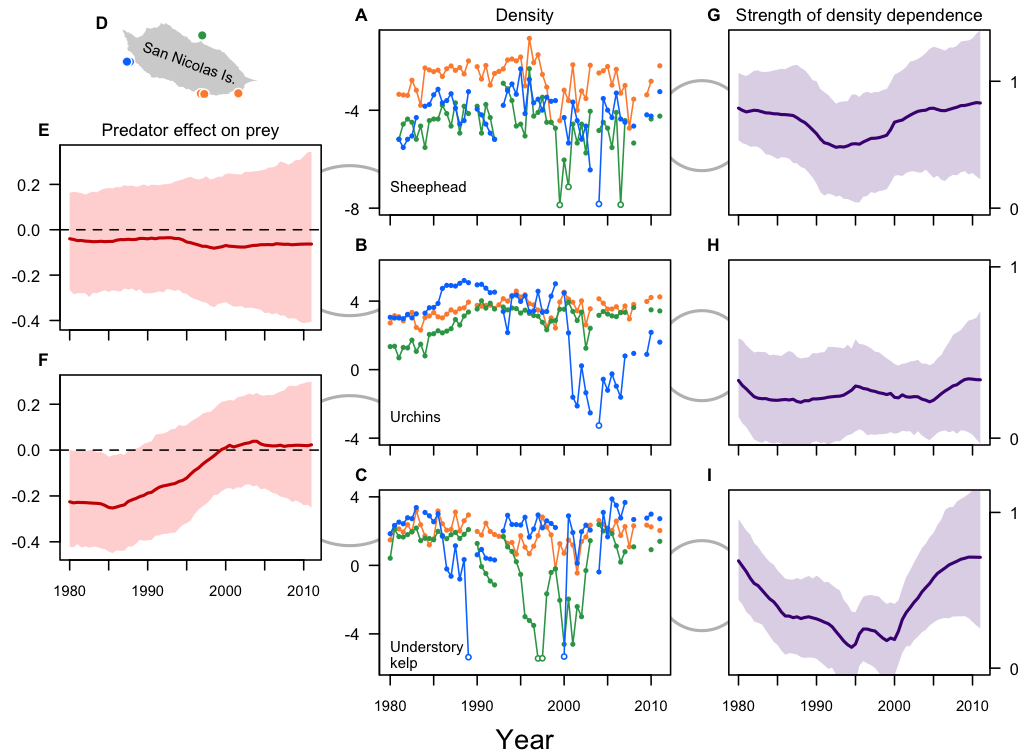 D
San Nicolas Is.
A
Density
-4
-8
Sheephead
G
Strength of density dependence
1
0
E
Predator effect on prey
0.2
0.0
-0.2
-0.4
B
4
0
-4
Urchins
H
1
0
F
0.2
0.0
-0.2
-0.4
1980
1990
2000
2010
C
4
0
-4
Understory
kelp
1980
1990
2000
2010
I
1
0
1980
1990
2000
2010
Year